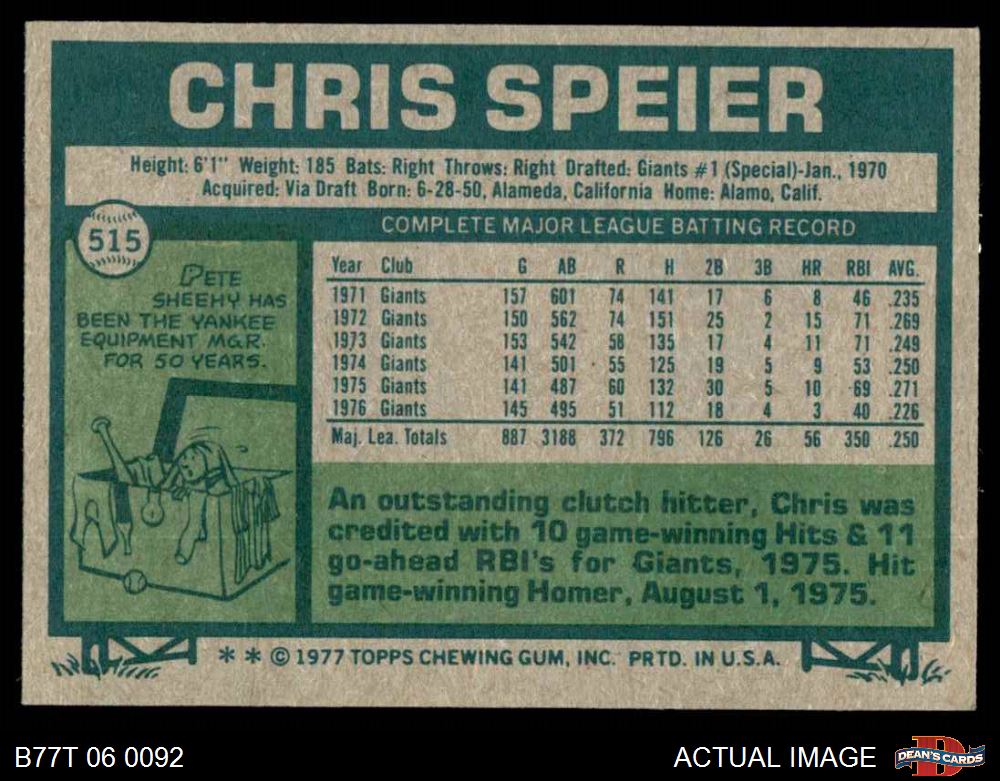 CHRIS SPEIER
Height: 6'1" Weight: 185 Bats: Right Throws: Right Drafted: Giants #1 (Special)-Jan., 1970
Acquired: Via Draft Born: 6-28-50, Alameda, California Home: Alamo, Calif.
COMPLETE MAJOR LEAGUE BATTING RECORD
515
PETE
SHEEHY HAS
BEEN THE YANKEE
EQUIPMENT MGR.
FOR 50 YEARS.
Year Club G AB R H 2B 3B HR RBI AVG.
1971 Giants 157 601 74 141 17 6 8 46 .235
1972 Giants 150 562 74 151 25 2 15 71 .269
1973 Giants 153 542 58 135 17 4 11 71 .249
1974 Giants 141 501 55 125 19 5 9 53 .250
1975 Giants 141 487 60 132 30 5 10 69 .271
1976 Giants 145 495 51 112 18 4 3 40 .226
Maj. Lea. Totals 887 3188 372 796 126 26 56 350 .250
An outstanding clutch hitter, Chris was
credited with 10 game-winning Hits & 11
go-ahead RBI's for Giants, 1975. Hit
game-winning Homer, August 1, 1975.
* * © 1977 TOPPS CHEWING GUM, INC. PRTD. IN U.S.A.
B77T 06 0092
ACTUAL IMAGE
D
DEAN'S CARDS